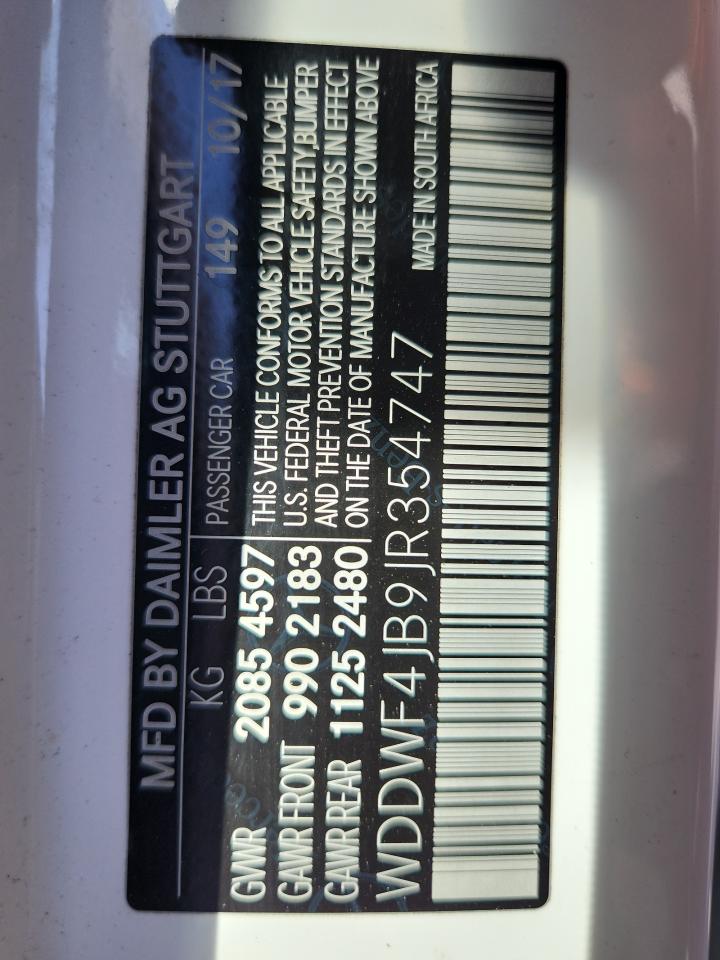 MFD BY DAIMLER AG STUTTGART
KG LBS PASSENGER CAR 149 10/17
GWR 2085 4597 THIS VEHICLE CONFORMS TO ALL APPLICABLE
GAWR FRONT 990 2183 U.S. FEDERAL MOTOR VEHICLE SAFETY,BUMPER
GAWR REAR 1125 2480 AND THEFT PREVENTION STANDARDS IN EFFECT
ON THE DATE OF MANUFACTURE SHOWN ABOVE
WDDWF4JB9JR354747 MADE IN SOUTH AFRICA